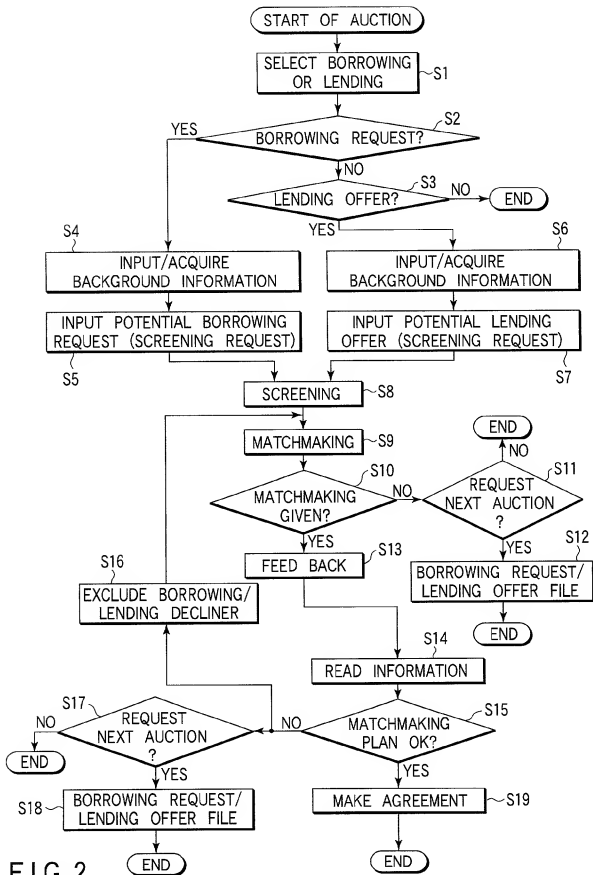 START OF AUCTION
SELECT BORROWING
OR LENDING
S1
S2
YES
BORROWING REQUEST?
NO
S3
LENDING OFFER?
NO
END
YES
S4
INPUT/ACQUIRE
BACKGROUND INFORMATION
S6
INPUT/ACQUIRE
BACKGROUND INFORMATION
INPUT POTENTIAL BORROWING
REQUEST (SCREENING REQUEST)
S5
INPUT POTENTIAL LENDING
OFFER (SCREENING REQUEST)
S7
SCREENING
S8
MATCHMAKING
S9
END
NO
S10
MATCHMAKING
GIVEN?
NO
S11
REQUEST
NEXT AUCTION
?
YES
YES
S13
FEED BACK
S12
BORROWING REQUEST/
LENDING OFFER FILE
END
S16
EXCLUDE BORROWING/
LENDING DECLINER
S14
READ INFORMATION
S17
REQUEST
NEXT AUCTION
?
NO
END
YES
NO
S15
MATCHMAKING
PLAN OK?
YES
S18
BORROWING REQUEST/
LENDING OFFER FILE
MAKE AGREEMENT
S19
END
END
FIG.2